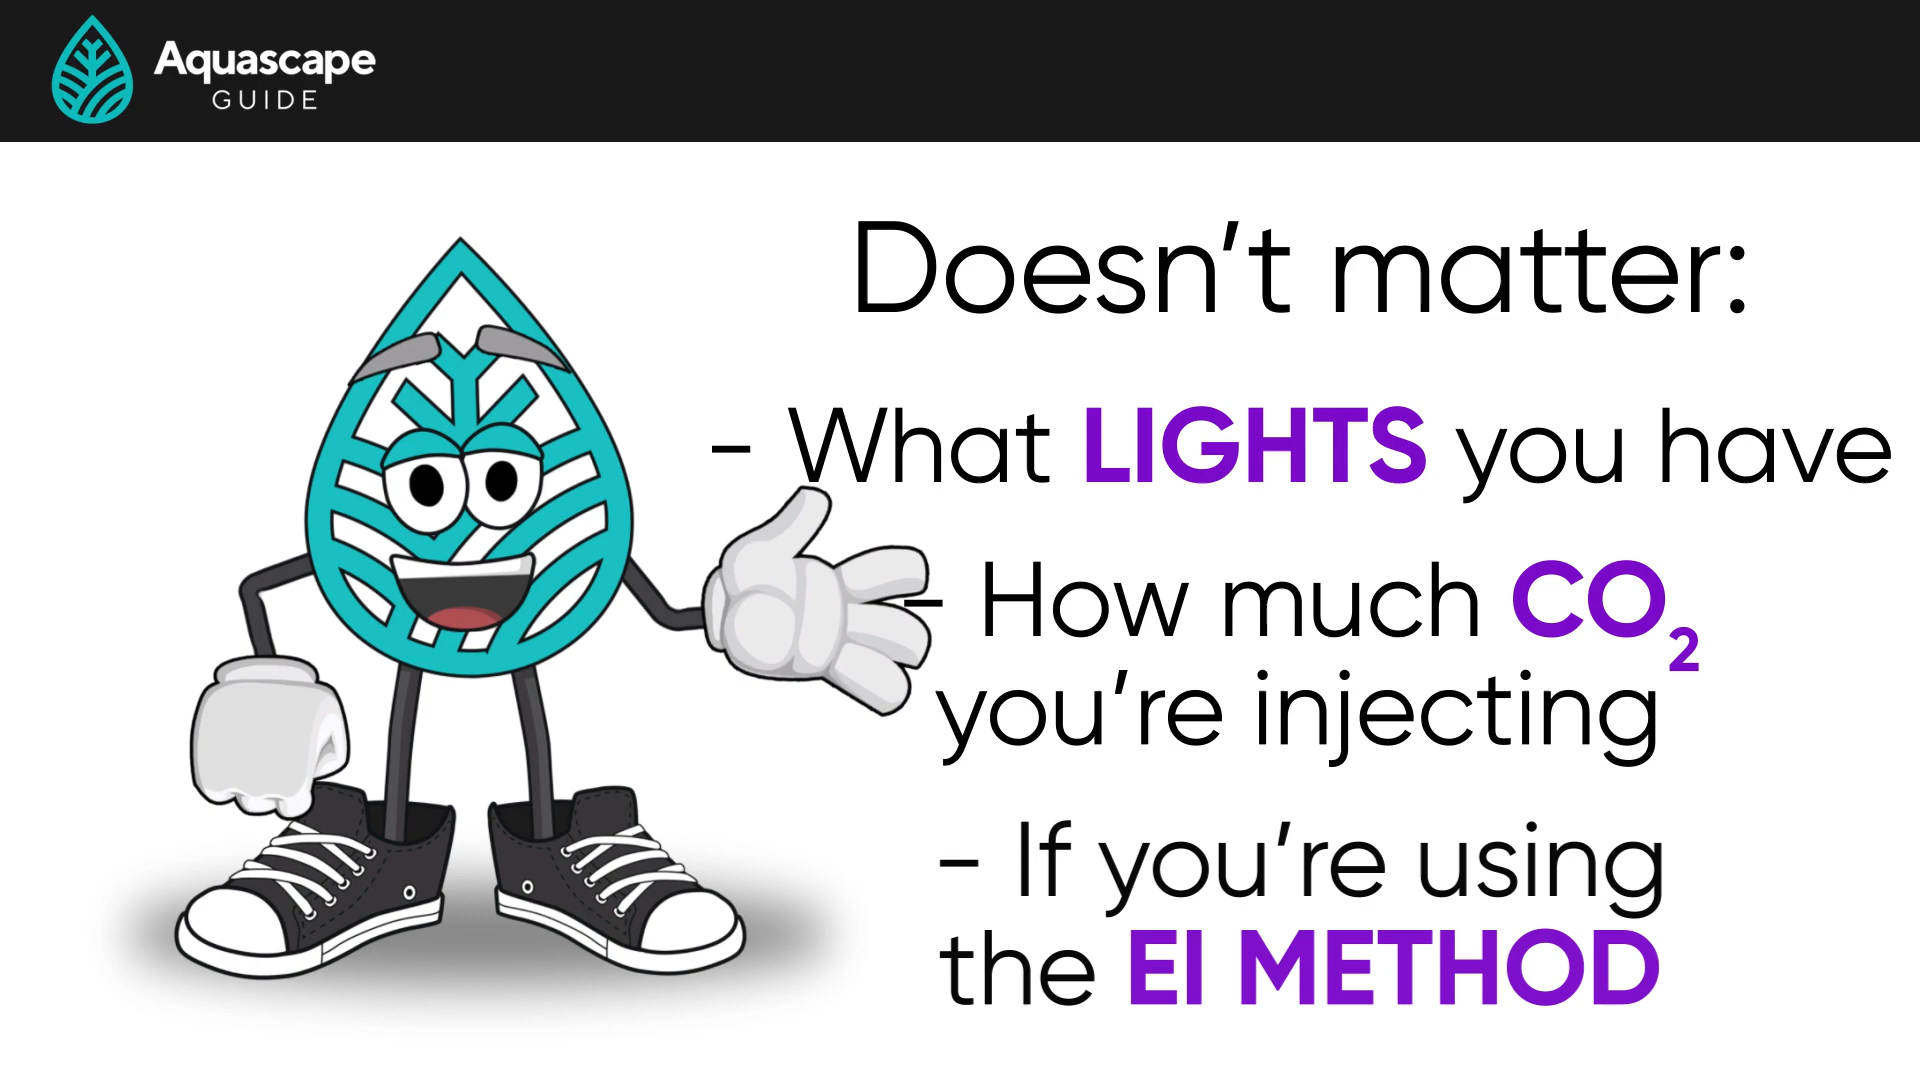 Aquascape
GUIDE
Doesn’t matter:
- What LIGHTS you have
- How much CO₂
you’re injecting
- If you’re using
the EI METHOD